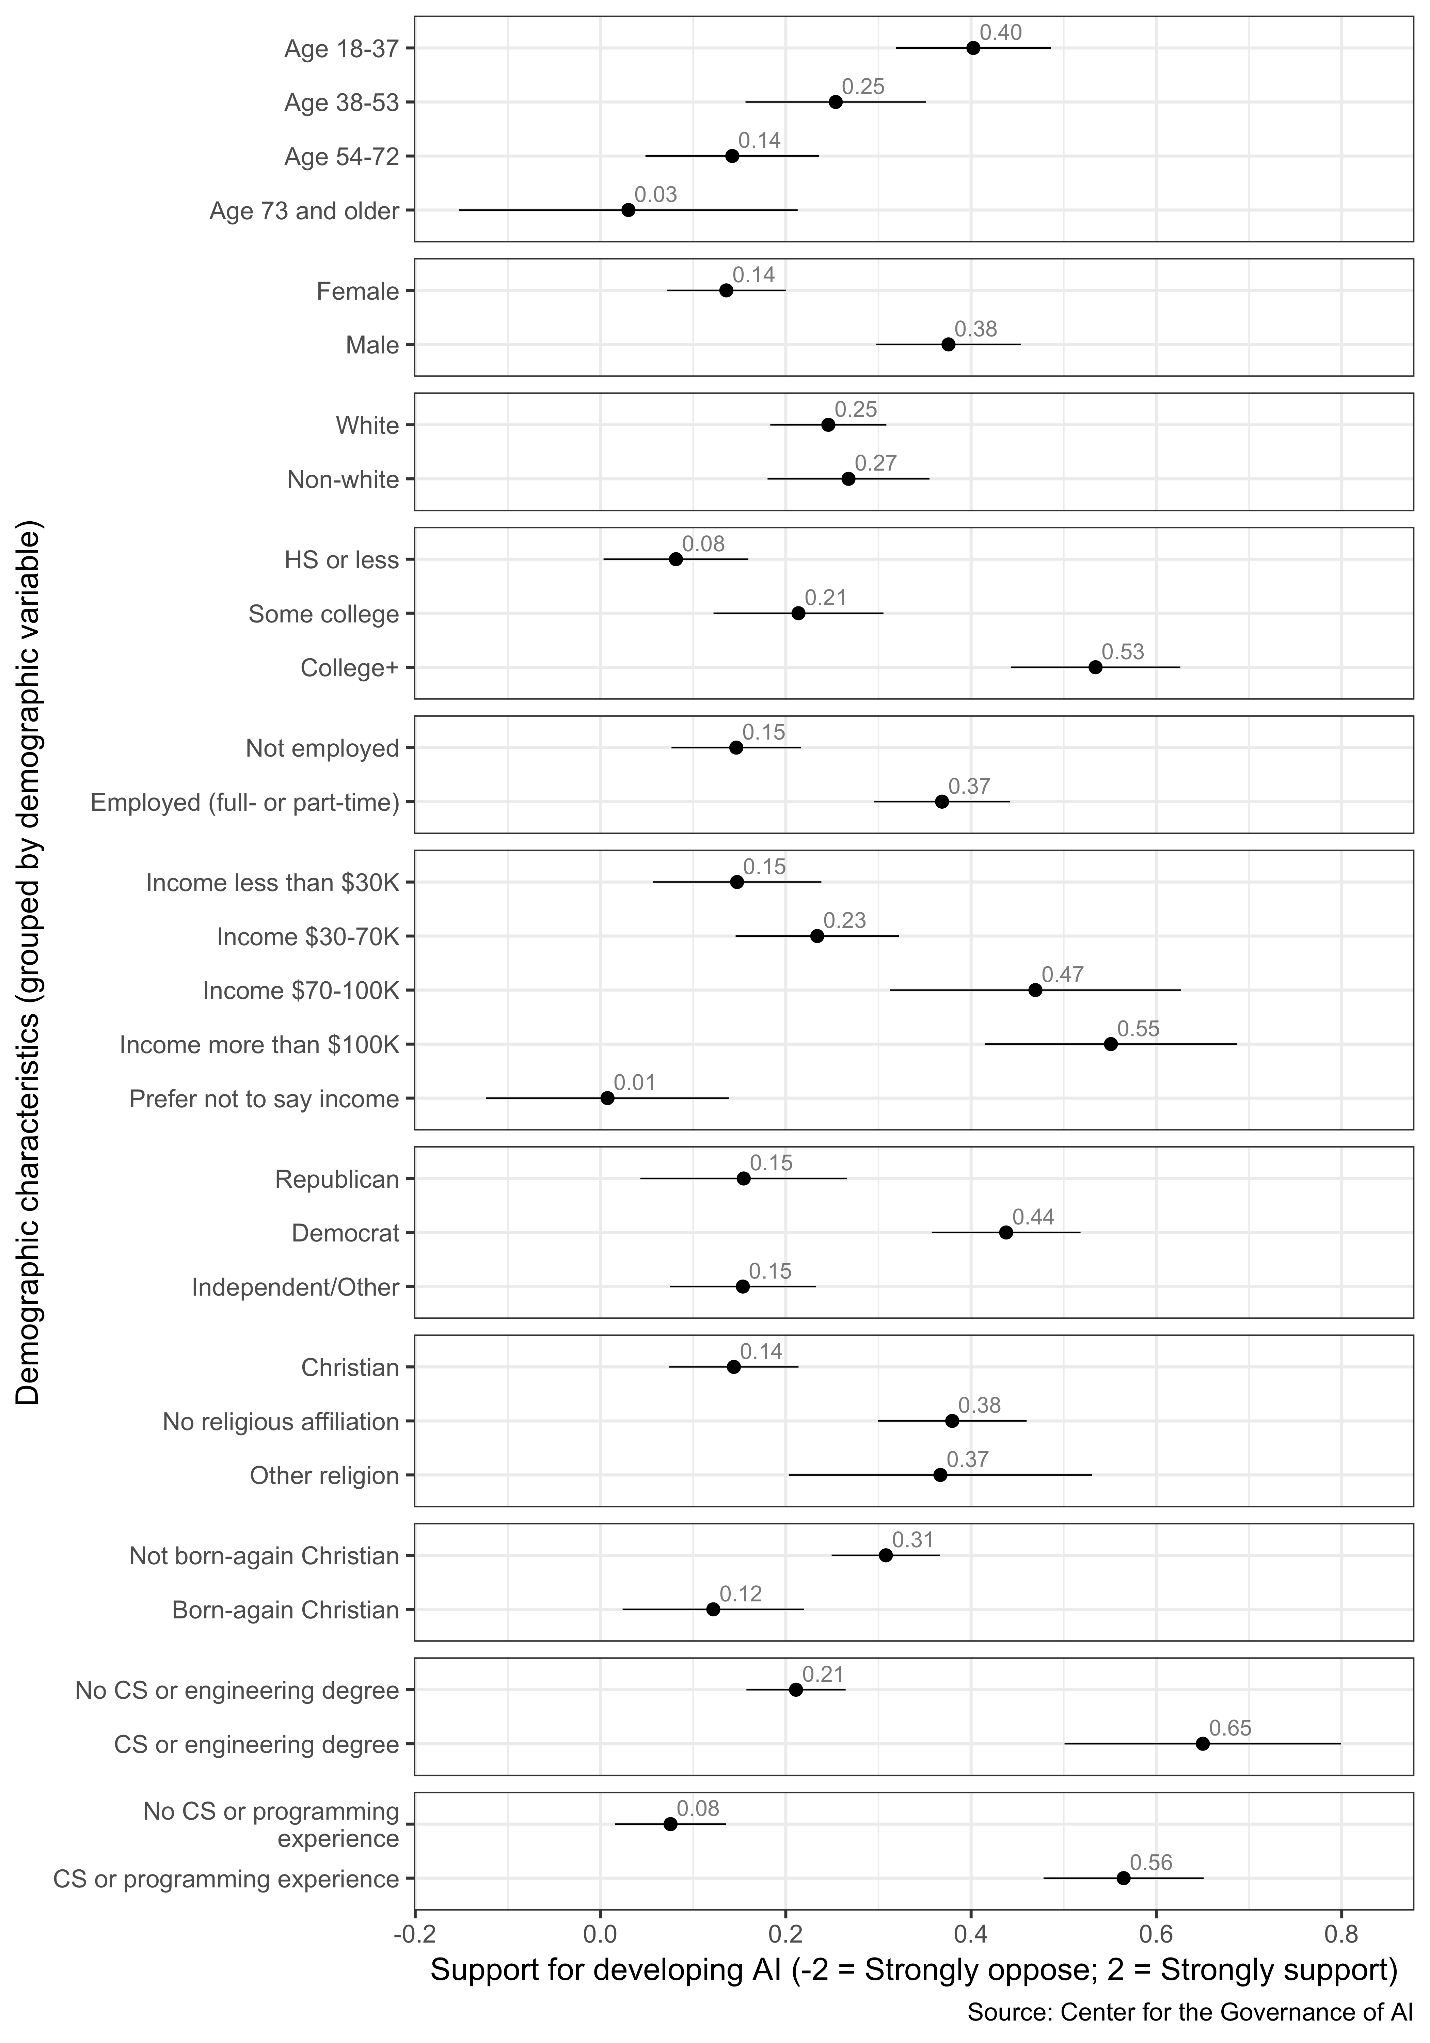 Demographic characteristics (grouped by demographic variable)
Age 18-37
0.40
Age 38-53
0.25
Age 54-72
0.14
Age 73 and older
0.03
Female
0.14
Male
0.38
White
0.25
Non-white
0.27
HS or less
0.08
Some college
0.21
College+
0.53
Not employed
0.15
Employed (full- or part-time)
0.37
Income less than $30K
0.15
Income $30-70K
0.23
Income $70-100K
0.47
Income more than $100K
0.55
Prefer not to say income
0.01
Republican
0.15
Democrat
0.44
Independent/Other
0.15
Christian
0.14
No religious affiliation
0.38
Other religion
0.37
Not born-again Christian
0.31
Born-again Christian
0.12
No CS or engineering degree
0.21
CS or engineering degree
0.65
No CS or programming
experience
0.08
CS or programming experience
0.56
-0.2 0.0 0.2 0.4 0.6 0.8
Support for developing AI (-2 = Strongly oppose; 2 = Strongly support)
Source: Center for the Governance of AI